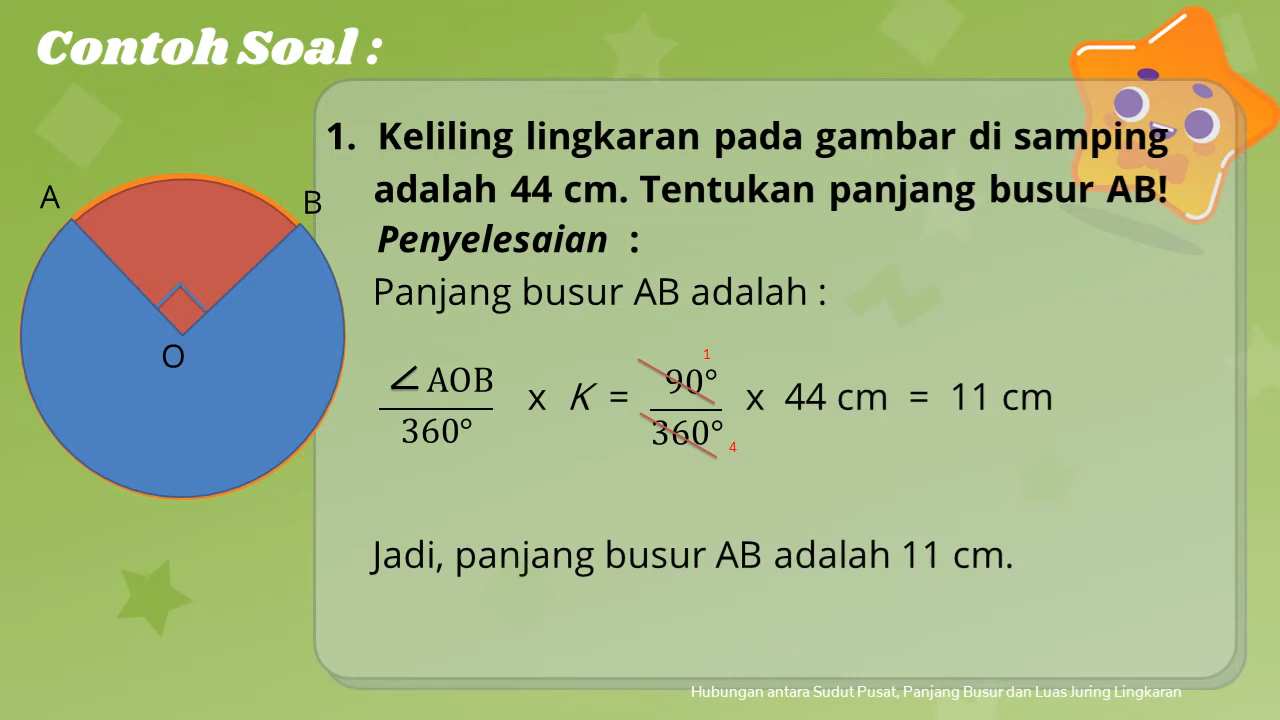 Contoh Soal :
1. Keliling lingkaran pada gambar di samping
adalah 44 cm. Tentukan panjang busur AB!
Penyelesaian :
Panjang busur AB adalah :
A
B
O
∠AOB/360° x K = 90°/360° x 44 cm = 11 cm
1
4
Jadi, panjang busur AB adalah 11 cm.
Hubungan antara Sudut Pusat, Panjang Busur dan Luas Juring Lingkaran